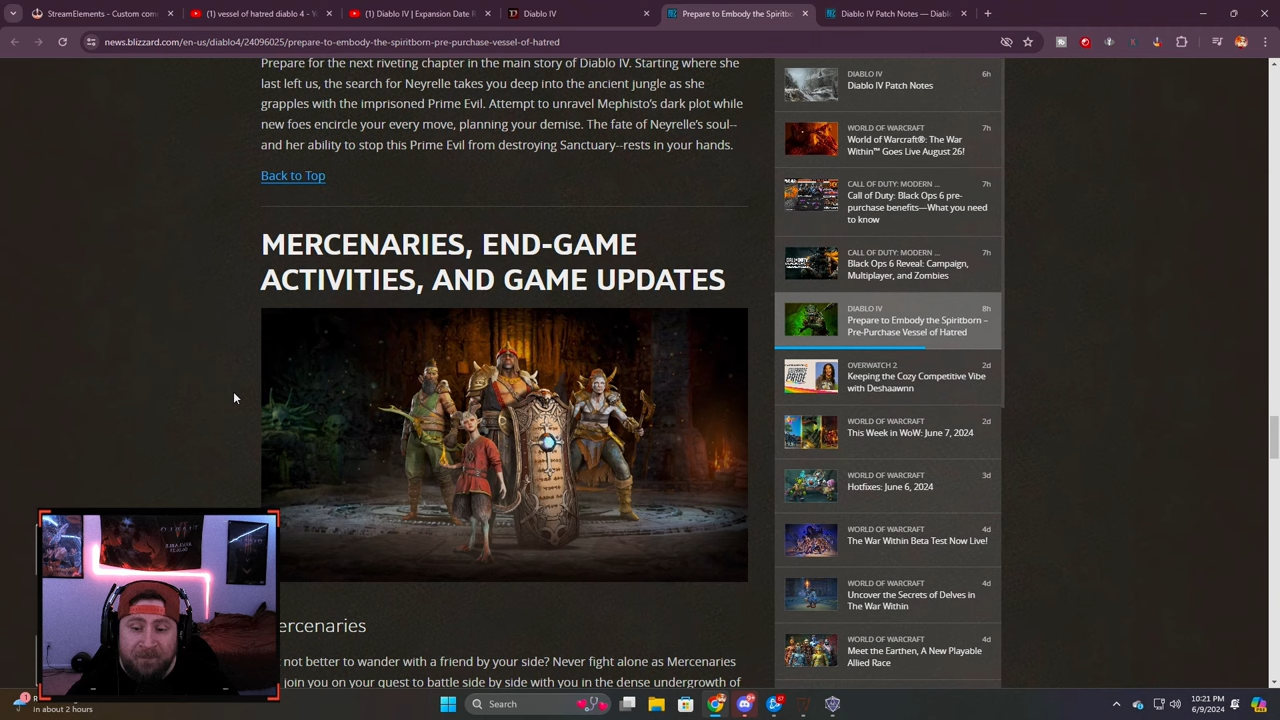 StreamElements - Custom com
(1) vessel of hatred diablo 4 - Y
(1) Diablo IV | Expansion Date R
Diablo IV
Prepare to Embody the Spiritbo
Diablo IV Patch Notes — Diablo
news.blizzard.com/en-us/diablo4/24096025/prepare-to-embody-the-spiritborn-pre-purchase-vessel-of-hatred
Prepare for the next riveting chapter in the main story of Diablo IV. Starting where she
last left us, the search for Neyrelle takes you deep into the ancient jungle as she
grapples with the imprisoned Prime Evil. Attempt to unravel Mephisto's dark plot while
new foes encircle your every move, planning your demise. The fate of Neyrelle's soul--
and her ability to stop this Prime Evil from destroying Sanctuary--rests in your hands.
Back to Top
MERCENARIES, END-GAME
ACTIVITIES, AND GAME UPDATES
ercenaries
not better to wander with a friend by your side? Never fight alone as Mercenaries
join you on your quest to battle side by side with you in the dense undergrowth of
DIABLO IV 6h
Diablo IV Patch Notes
WORLD OF WARCRAFT 7h
World of Warcraft®: The War
Within™ Goes Live August 26!
CALL OF DUTY: MODERN ... 7h
Call of Duty: Black Ops 6 pre-
purchase benefits—What you need
to know
CALL OF DUTY: MODERN ... 7h
Black Ops 6 Reveal: Campaign,
Multiplayer, and Zombies
DIABLO IV 8h
Prepare to Embody the Spiritborn –
Pre-Purchase Vessel of Hatred
OVERWATCH 2 2d
Keeping the Cozy Competitive Vibe
with Deshaawnn
WORLD OF WARCRAFT 2d
This Week in WoW: June 7, 2024
WORLD OF WARCRAFT 3d
Hotfixes: June 6, 2024
WORLD OF WARCRAFT 4d
The War Within Beta Test Now Live!
WORLD OF WARCRAFT 4d
Uncover the Secrets of Delves in
The War Within
WORLD OF WARCRAFT 4d
Meet the Earthen, A New Playable
Allied Race
In about 2 hours
Search
10:21 PM
6/9/2024